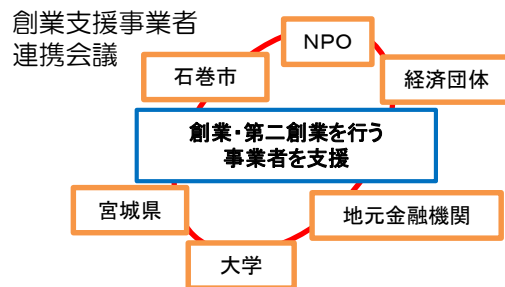 創業支援事業者
連携会議
NPO
石巻市
経済団体
創業・第二創業を行う
事業者を支援
宮城県
地元金融機関
大学